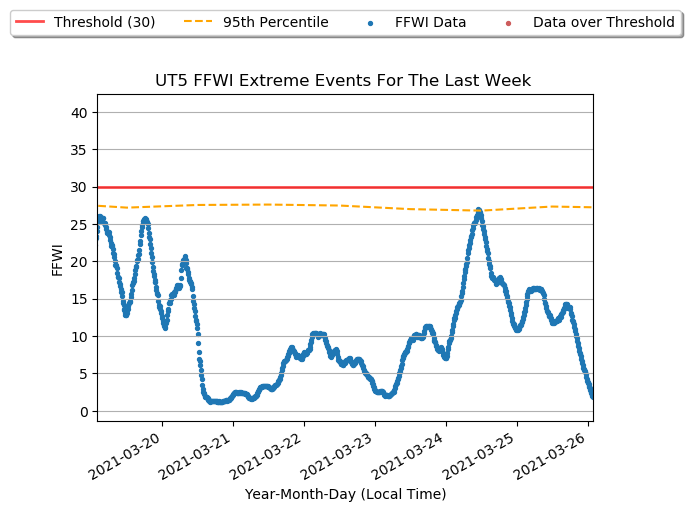 Threshold (30) 95th Percentile FFWI Data Data over Threshold
UT5 FFWI Extreme Events For The Last Week
40
35
30
25
20
15
10
5
0
FFWI
2021-03-20 2021-03-21 2021-03-22 2021-03-23 2021-03-24 2021-03-25 2021-03-26
Year-Month-Day (Local Time)